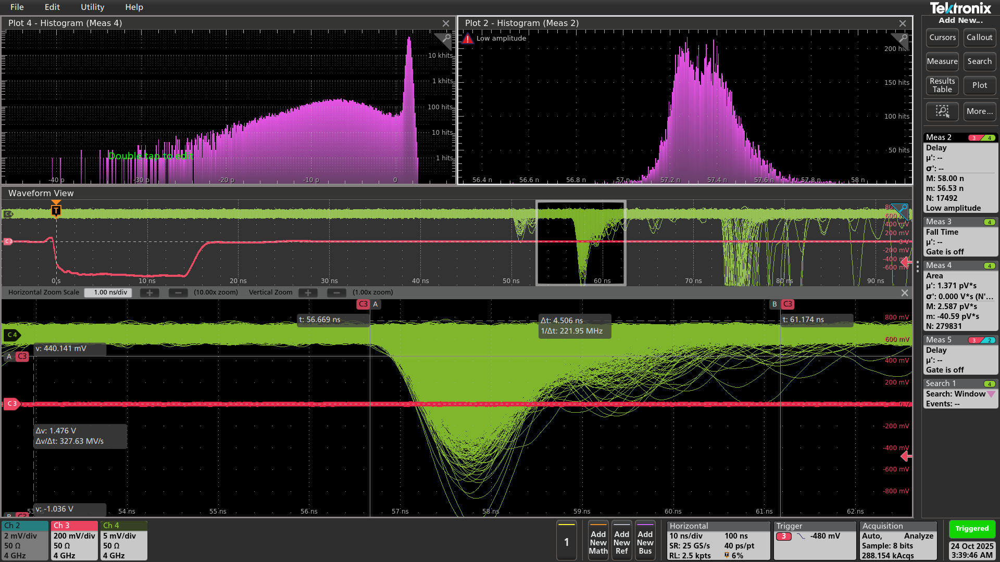 File Edit Utility Help
Tektronix
Add New...
Plot 4 - Histogram (Meas 4)
10 khits
1 khits
100 hits
10 hits
1 hits
Double tap to edit
-40 p -30 p -20 p -10 p 0
Plot 2 - Histogram (Meas 2)
Low amplitude
150 hits
100 hits
50 hits
56.4 n 56.6 n 56.8 n 57 n 57.2 n 57.4 n 57.6 n 57.8 n 58 n
Cursors Callout
Measure Search
Results Table Plot
More...
Meas 2 3 4
Delay
µ': --
σ': --
M: 58.00 n
m: 56.53 n
N: 17492
Low amplitude
Meas 3 4
Fall Time
µ': --
Gate is off
Meas 4 4
Area
µ': 1.371 pV*s
σ': 0.000 V*s (N'...
M: 2.587 pV*s
m: -40.59 pV*s
N: 279831
Meas 5 3 2
Delay
µ': --
Gate is off
Search 1 4
Search: Window
Events: --
Waveform View
C4
T
C3
400 mV
200 mV
0 V
-200 mV
-400
-600
0 s 10 ns 20 ns 30 ns 40 ns 50 ns 60 ns 70 ns 80 ns 90 ns
Horizontal Zoom Scale 1.00 ns/div + − (10.00x zoom) Vertical Zoom + − (1.00x zoom)
C3 A
B C3
t: 56.669 ns
Δt: 4.506 ns
1/Δt: 221.95 MHz
t: 61.174 ns
C4
v: 440.141 mV
A C3
C3
Δv: 1.476 V
Δv/Δt: 327.63 MV/s
v: -1.036 V
B C3
800 mV
600 mV
400 mV
200 mV
0 V
-200 mV
-400 mV
-600 mV
-800 mV
54 ns 55 ns 56 ns 57 ns 58 ns 59 ns 60 ns 61 ns 62 ns
Ch 2
2 mV/div
50 Ω
4 GHz
Ch 3
200 mV/div
50 Ω
4 GHz
Ch 4
5 mV/div
50 Ω
4 GHz
1
Add New Math
Add New Ref
Add New Bus
Horizontal
10 ns/div 100 ns
SR: 25 GS/s 40 ps/pt
RL: 2.5 kpts T 6%
Trigger
3 -480 mV
Acquisition
Auto, Analyze
Sample: 8 bits
288.154 kAcqs
Triggered
24 Oct 2025
3:39:46 AM